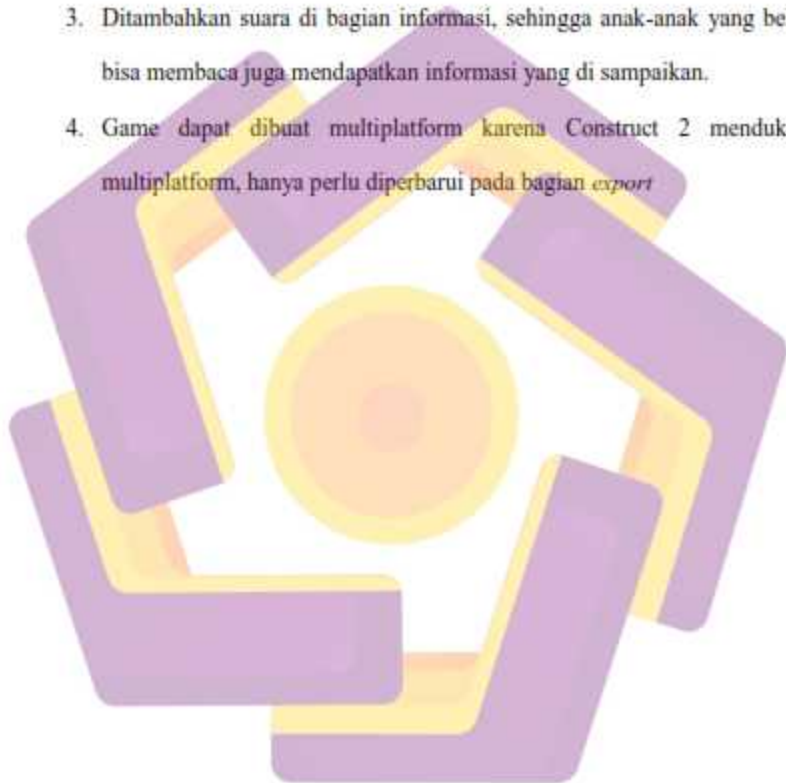 3. Ditambahkan suara di bagian informasi, sehingga anak-anak yang be
bisa membaca juga mendapatkan informasi yang di sampaikan.
4. Game dapat dibuat multiplatform karena Construct 2 menduk
multiplatform, hanya perlu diperbarui pada bagian export